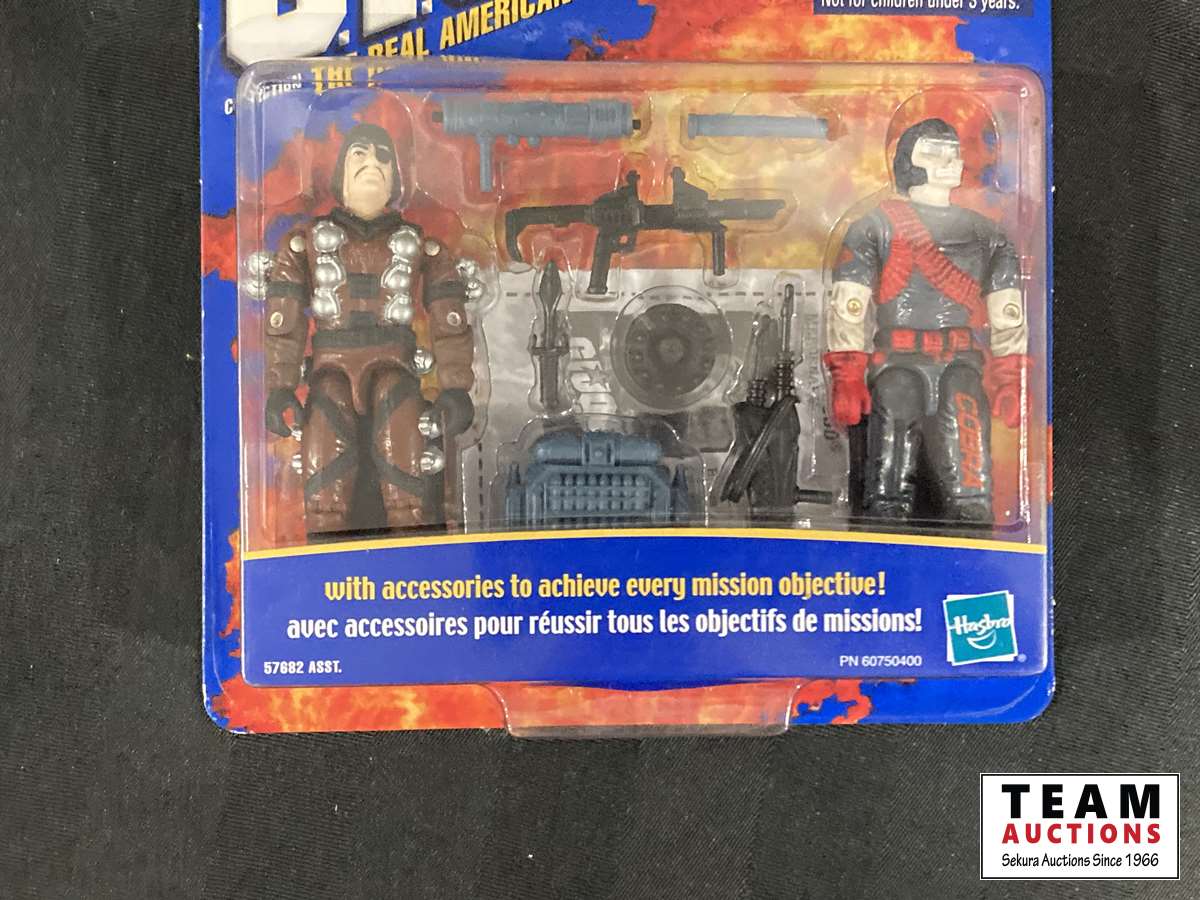 Not for children under 3 years.
THE REAL AMERICAN
COBRA
with accessories to achieve every mission objective!
avec accessoires pour réussir tous les objectifs de missions!
Hasbro
®
57682 ASST.
PN 60750400
TEAM
AUCTIONS
Sekura Auctions Since 1966